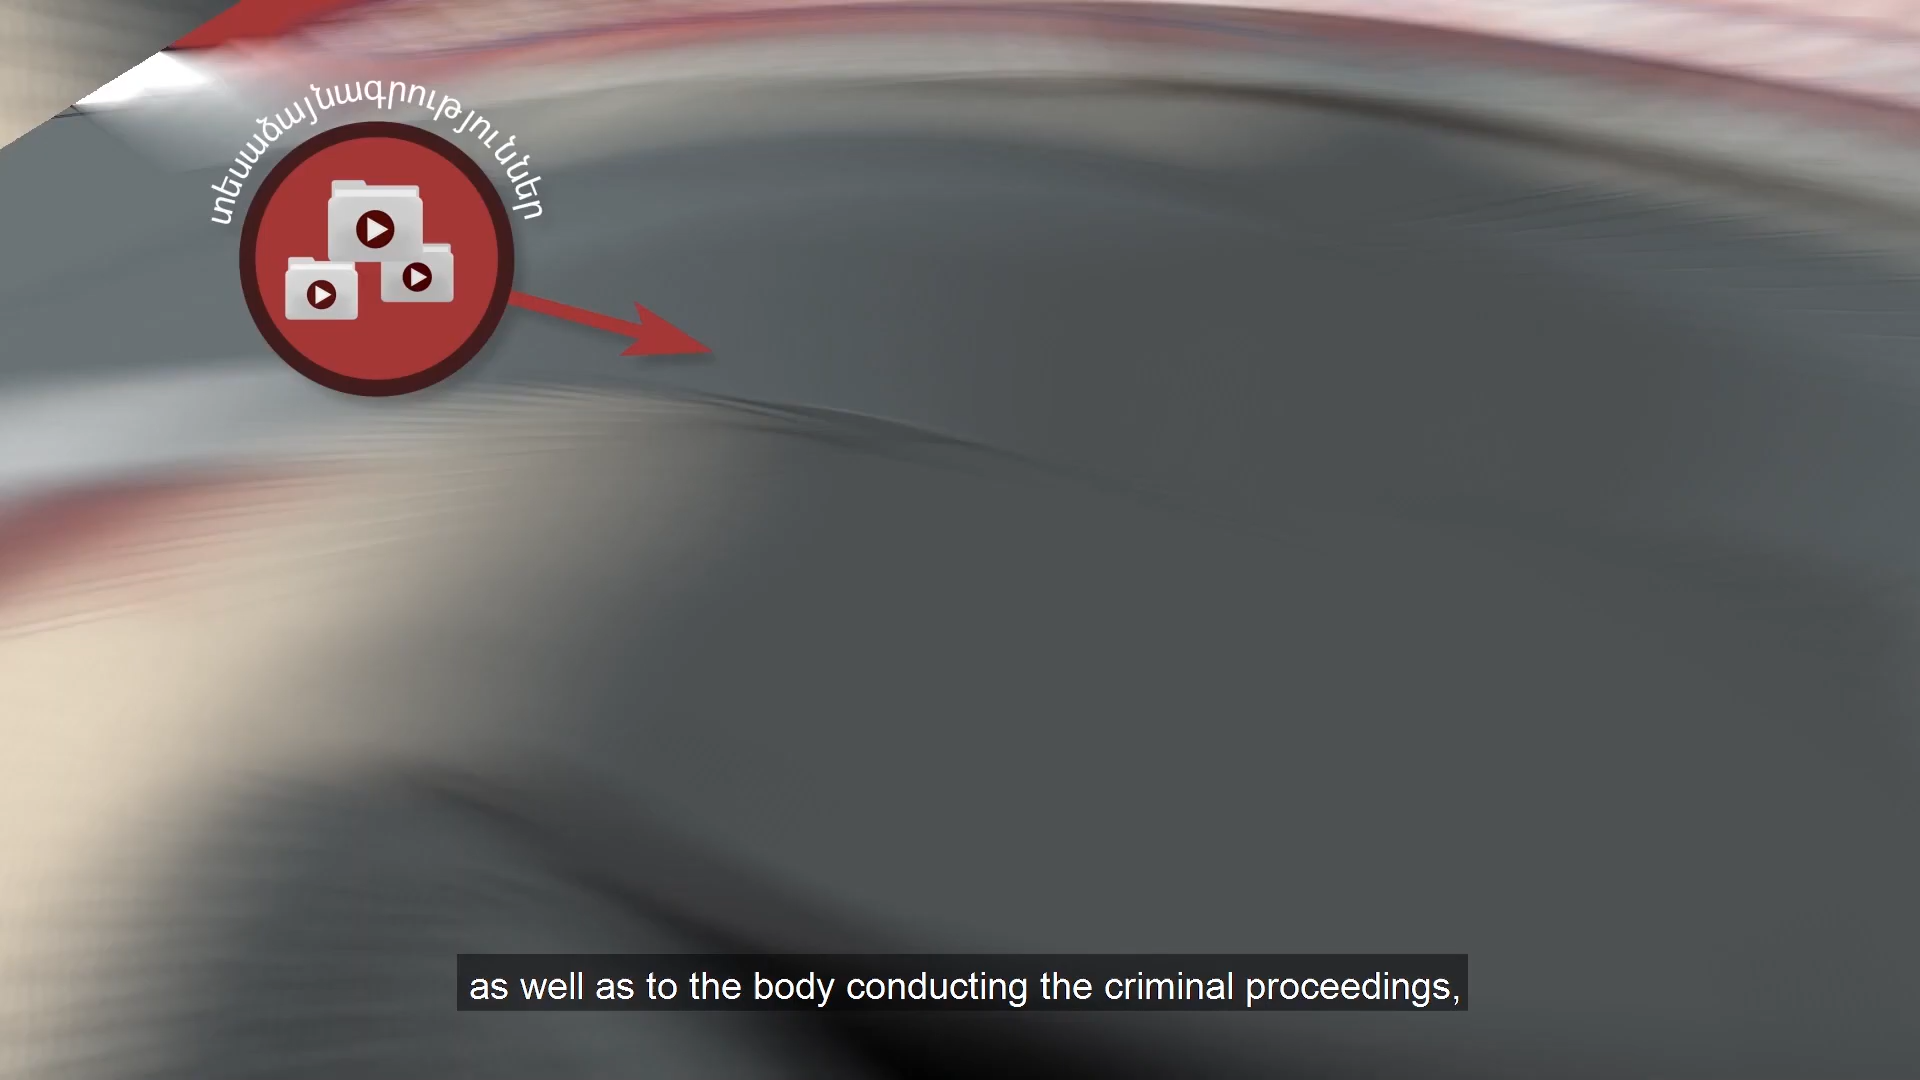 տեսաձայնագրություններ
as well as to the body conducting the criminal proceedings,